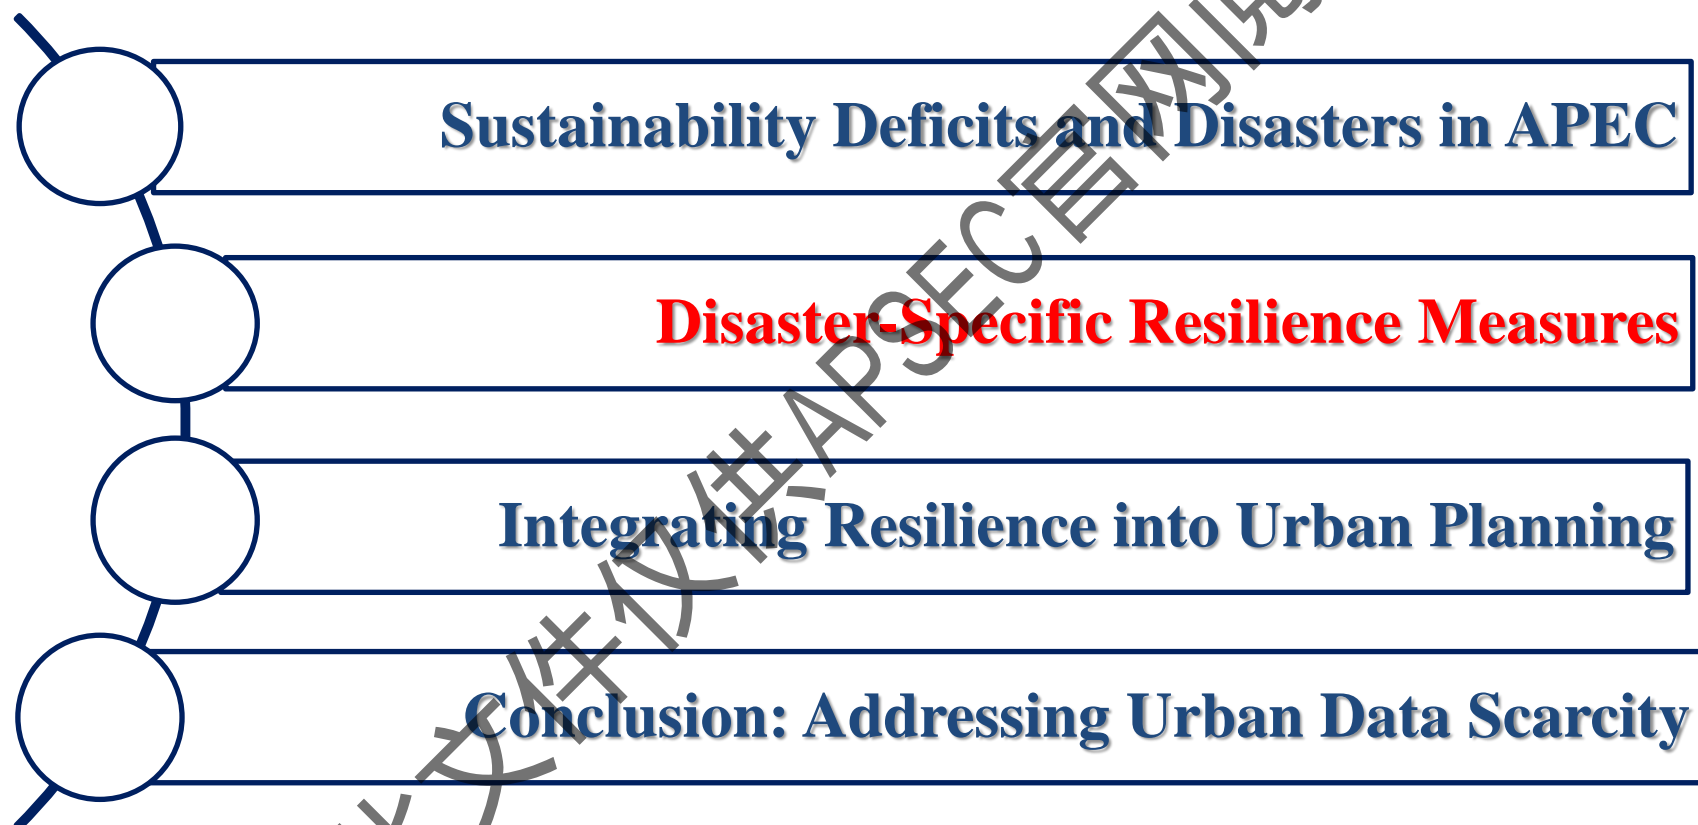 Sustainability Deficits and Disasters in APEC
Disaster-Specific Resilience Measures
Integrating Resilience into Urban Planning
Conclusion: Addressing Urban Data Scarcity
文件仅供APSEC官网